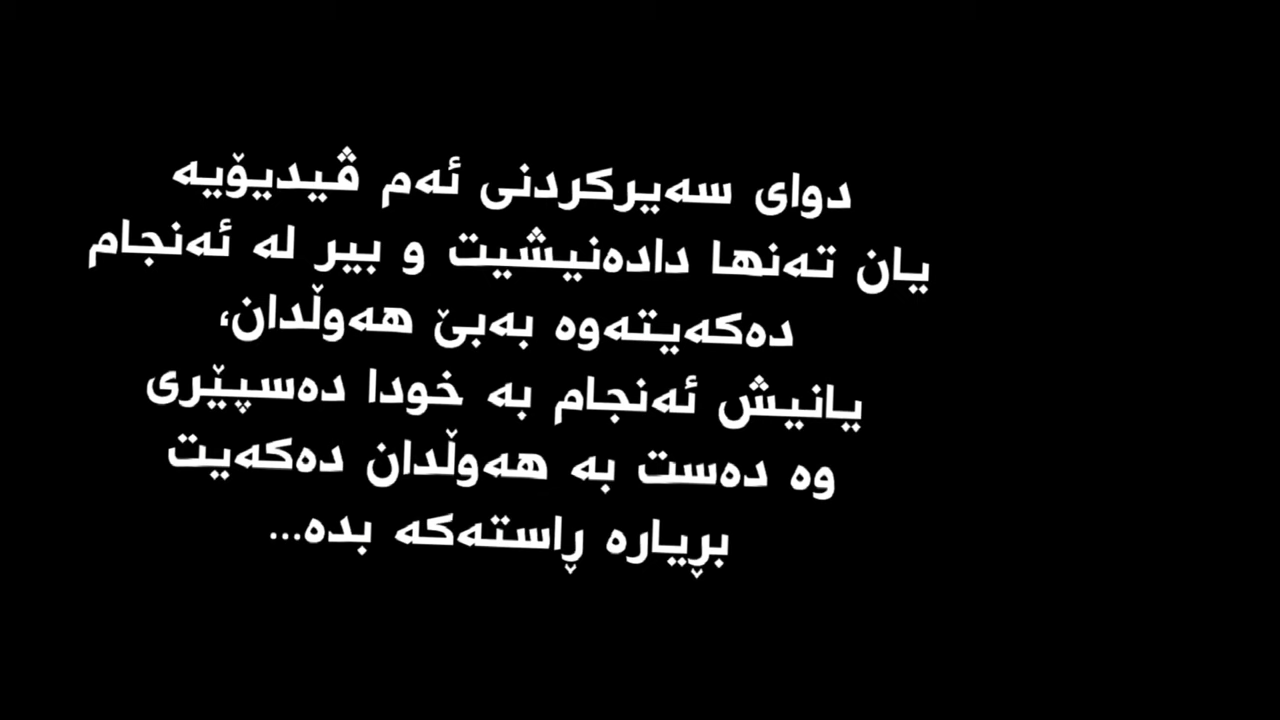 دوای سەیرکردنی ئەم ڤیدیۆیە
یان تەنها دادەنیشیت و بیر لە ئەنجام
دەکەیتەوە بەبێ هەوڵدان،
یانیش ئەنجام بە خودا دەسپێری
وە دەست بە هەوڵدان دەکەیت
بڕیارە ڕاستەکە بدە...